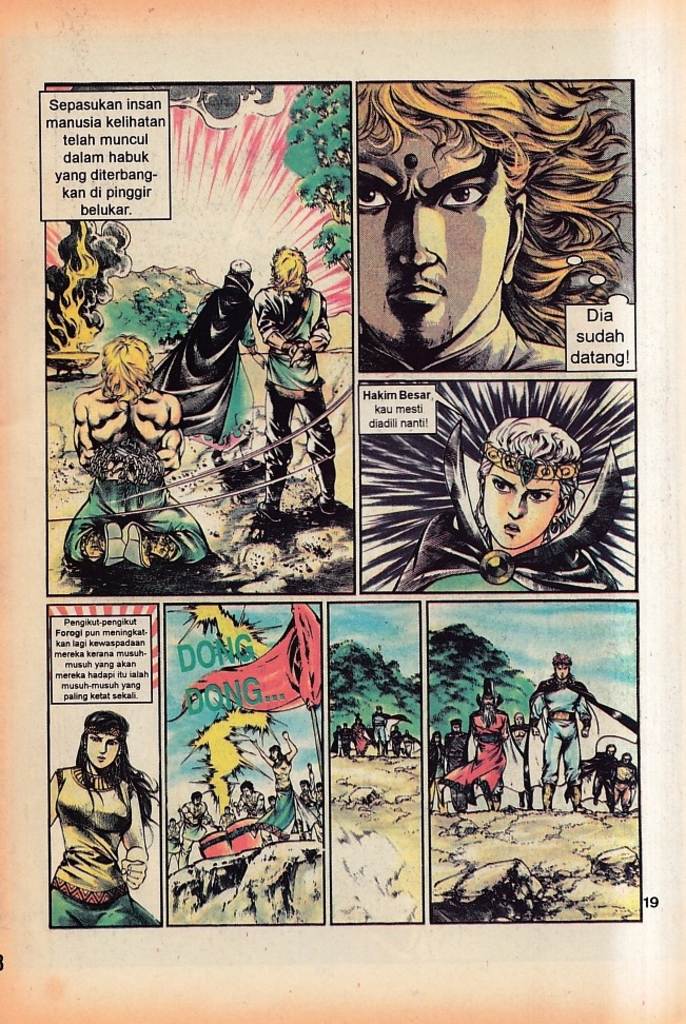 Sepasukan insan
manusia kelihatan
telah muncul
dalam habuk
yang diterbang-
kan di pinggir
belukar.
Dia
sudah
datang!
Hakim Besar,
kau mesti
diadili nanti!
Pengikut-pengikut
Forogi pun meningkat-
kan lagi kewaspadaan
mereka kerana musuh-
musuh yang akan
mereka hadapi itu ialah
musuh-musuh yang
paling ketat sekali.
DONG
DONG...
19